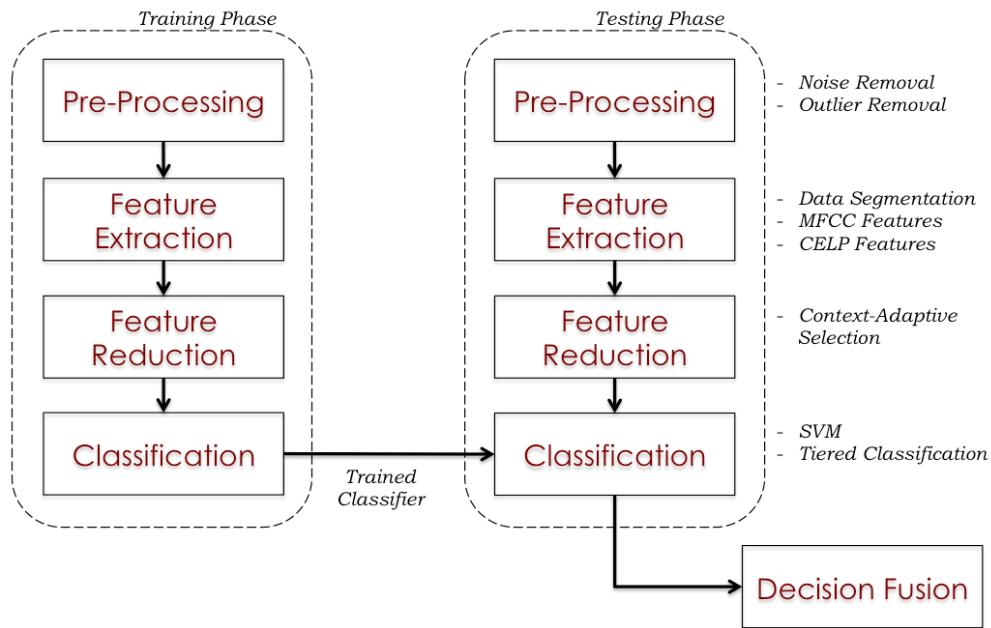 Training Phase
Pre-Processing
Feature
Extraction
Feature
Reduction
Classification
Trained
Classifier
Testing Phase
Pre-Processing
- Noise Removal
- Outlier Removal
Feature
Extraction
- Data Segmentation
- MFCC Features
- CELP Features
Feature
Reduction
- Context-Adaptive
Selection
Classification
- SVM
- Tiered Classification
Decision Fusion